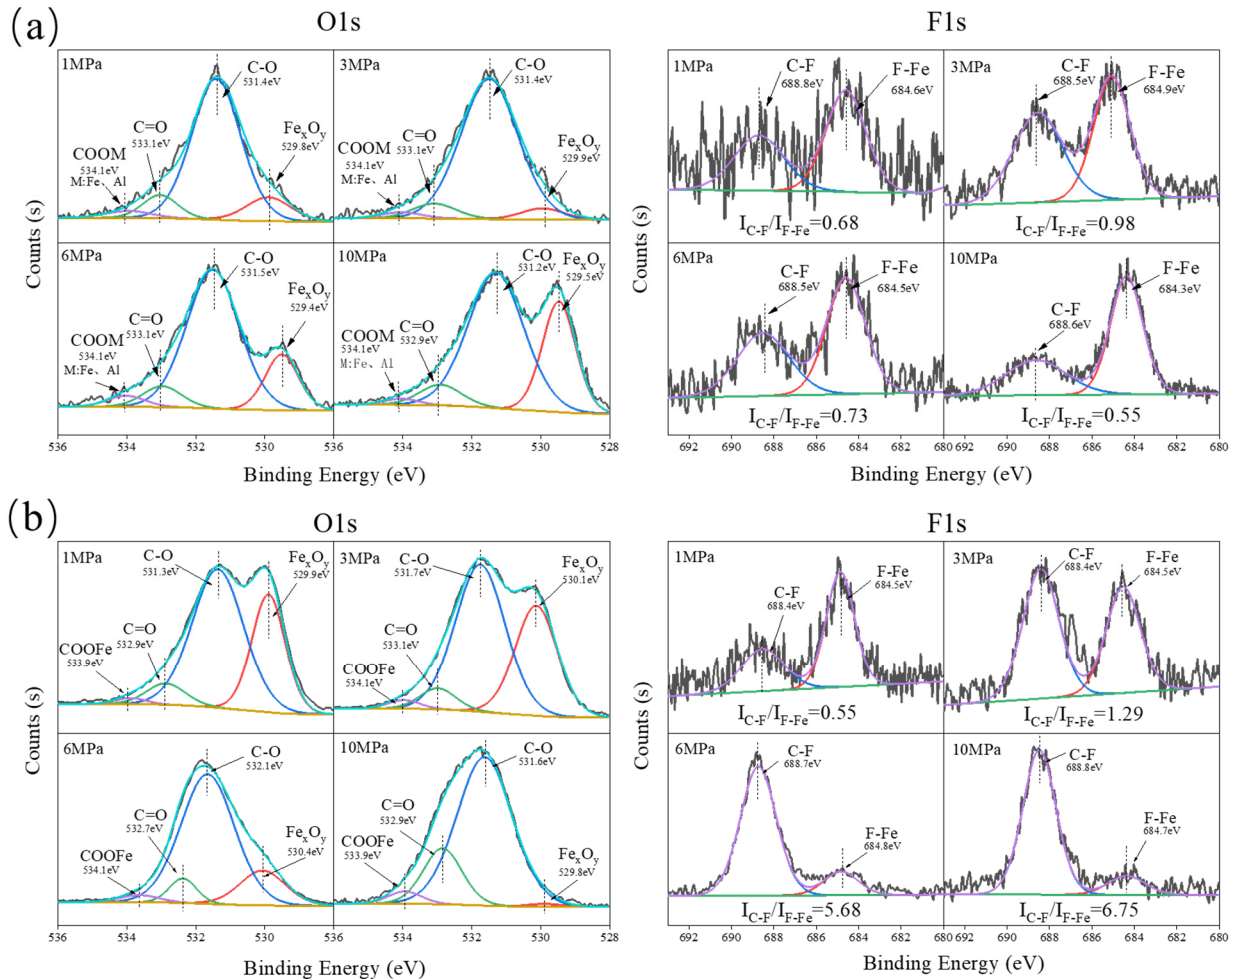 (a)
O1s
F1s
1MPa
C-O
531.4eV
C=O
533.1eV
COOM
534.1eV
M:Fe、Al
FexOy
529.8eV
3MPa
C-O
531.4eV
C=O
533.1eV
COOM
534.1eV
M:Fe、Al
FexOy
529.9eV
6MPa
C-O
531.5eV
C=O
533.1eV
COOM
534.1eV
M:Fe、Al
FexOy
529.4eV
10MPa
C-O
531.2eV
C=O
532.9eV
COOM
534.1eV
M:Fe、Al
FexOy
529.5eV
Counts (s)
536 534 532 530 536 534 532 530 528
Binding Energy (eV)
1MPa
C-F
688.8eV
F-Fe
684.6eV
IC-F/IF-Fe=0.68
3MPa
C-F
688.5eV
F-Fe
684.9eV
IC-F/IF-Fe=0.98
6MPa
C-F
688.5eV
F-Fe
684.5eV
IC-F/IF-Fe=0.73
10MPa
C-F
688.6eV
F-Fe
684.3eV
IC-F/IF-Fe=0.55
Counts (s)
692 690 688 686 684 682 680 692 690 688 686 684 682 680
Binding Energy (eV)
(b)
O1s
F1s
1MPa
C-O
531.3eV
C=O
532.9eV
COOFe
533.9eV
FexOy
529.9eV
3MPa
C-O
531.7eV
C=O
533.1eV
COOFe
534.1eV
FexOy
530.1eV
6MPa
C-O
532.1eV
C=O
532.7eV
COOFe
534.1eV
FexOy
530.4eV
10MPa
C-O
531.6eV
C=O
532.9eV
COOFe
533.9eV
FexOy
529.8eV
Counts (s)
536 534 532 530 536 534 532 530 528
Binding Energy (eV)
1MPa
C-F
688.4eV
F-Fe
684.5eV
IC-F/IF-Fe=0.55
3MPa
C-F
688.4eV
F-Fe
684.5eV
IC-F/IF-Fe=1.29
6MPa
C-F
688.7eV
F-Fe
684.8eV
IC-F/IF-Fe=5.68
10MPa
C-F
688.8eV
F-Fe
684.7eV
IC-F/IF-Fe=6.75
Counts (s)
692 690 688 686 684 682 680 692 690 688 686 684 682 680
Binding Energy (eV)